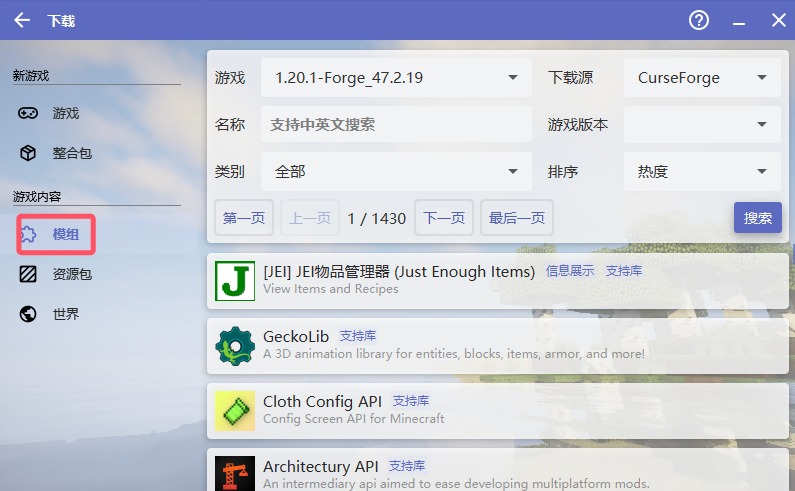 下载
新游戏
游戏
整合包
游戏内容
模组
资源包
世界
游戏 1.20.1-Forge_47.2.19 下载源 CurseForge
名称 支持中英文搜索 游戏版本
类别 全部 排序 热度
第一页 上一页 1 / 1430 下一页 最后一页 搜索
[JEI] JEI物品管理器 (Just Enough Items) 信息展示 支持库
View Items and Recipes
GeckoLib 支持库
A 3D animation library for entities, blocks, items, armor, and more!
Cloth Config API 支持库
Config Screen API for Minecraft
Architectury API 支持库
An intermediary api aimed to ease developing multiplatform mods.